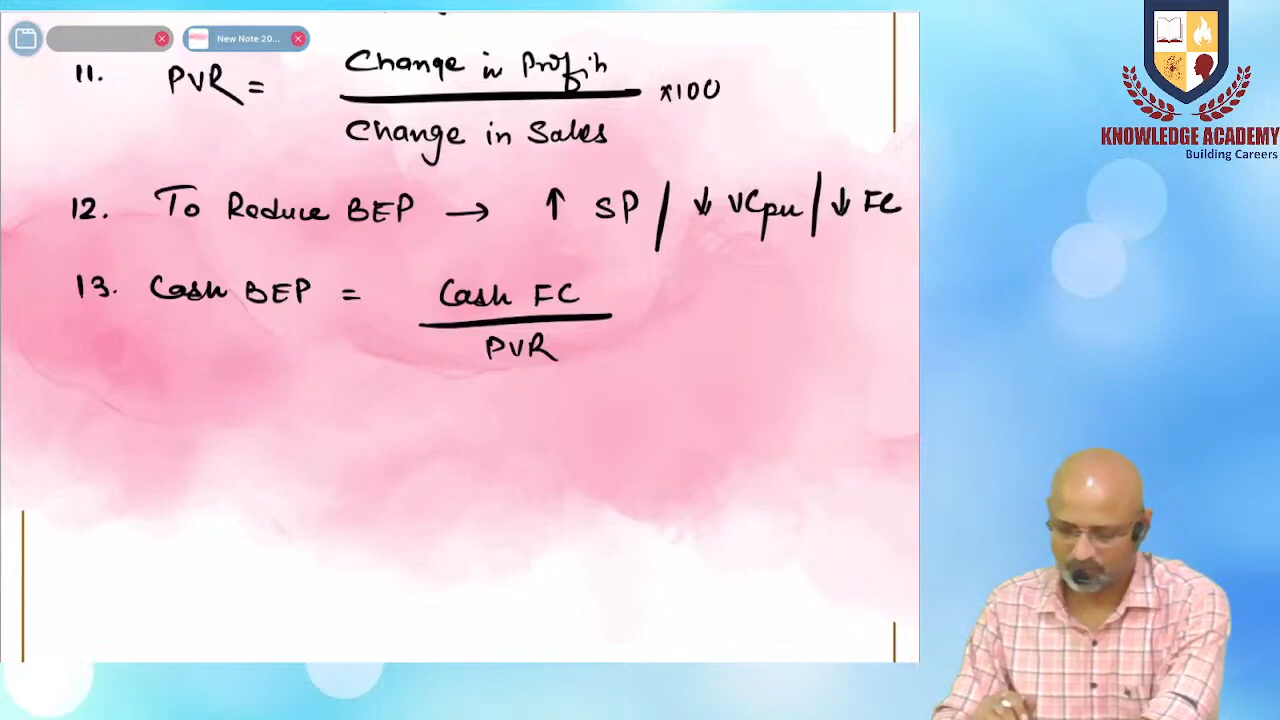 New Note 20...
11. PVR = Change in Profit
Change in Sales ×100
12. To Reduce BEP → ↑ SP / ↓ VCpu / ↓ FC
13. Cash BEP = Cash FC
PVR
KNOWLEDGE ACADEMY
Building Careers